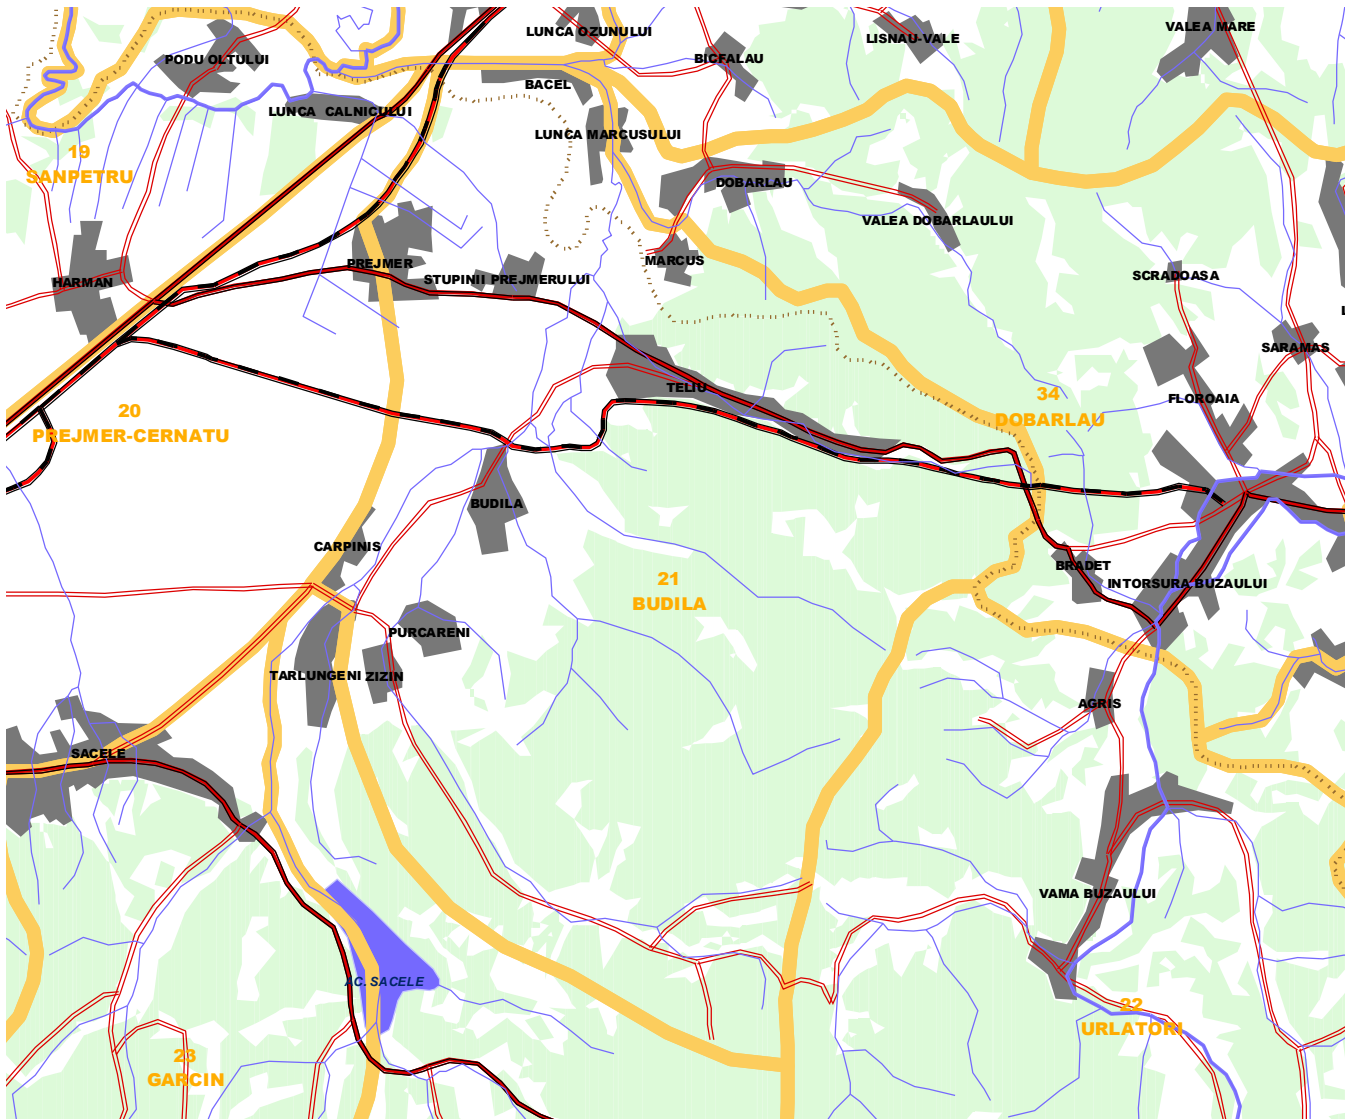 VALEA MARE
LUNCA OZUNULUI
LISNAU-VALE
PODU OLTULUI
BICFALAU
BACEL
LUNCA CALNICULUI
LUNCA MARCUSULUI
19
SANPETRU
DOBARLAU
VALEA DOBARLAULUI
MARCUS
PREJMER
SCRADOASA
STUPINII PREJMERULUI
HARMAN
SARAMAS
TELIU
34
DOBARLAU
FLOROAIA
20
PREJMER-CERNATU
BUDILA
CARPINIS
BRADET
21
BUDILA
INTORSURA BUZAULUI
PURCARENI
TARLUNGENI
ZIZIN
AGRIS
SACELE
VAMA BUZAULUI
AC. SACELE
22
URLATORI
23
GARCIN